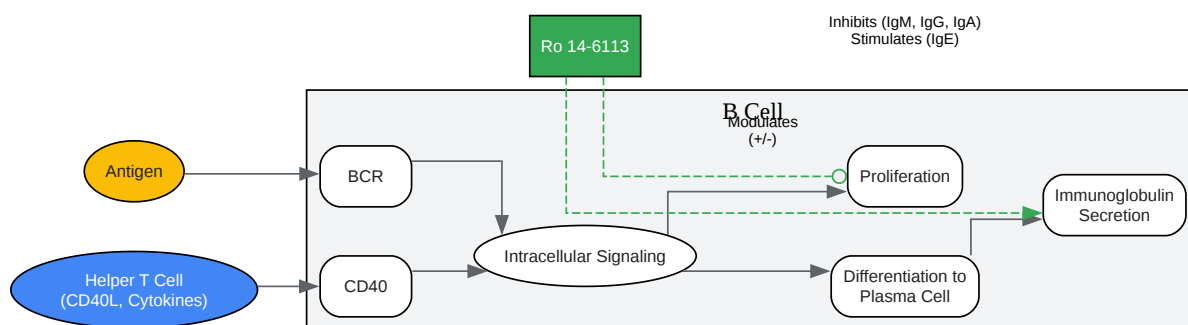 Inhibits (IgM, IgG, IgA)
Stimulates (IgE)
Ro 14-6113
B Cell
Modulates
(+/-)
Antigen
BCR
Proliferation
Immunoglobulin
Secretion
Intracellular Signaling
Helper T Cell
(CD40L, Cytokines)
CD40
Differentiation to
Plasma Cell